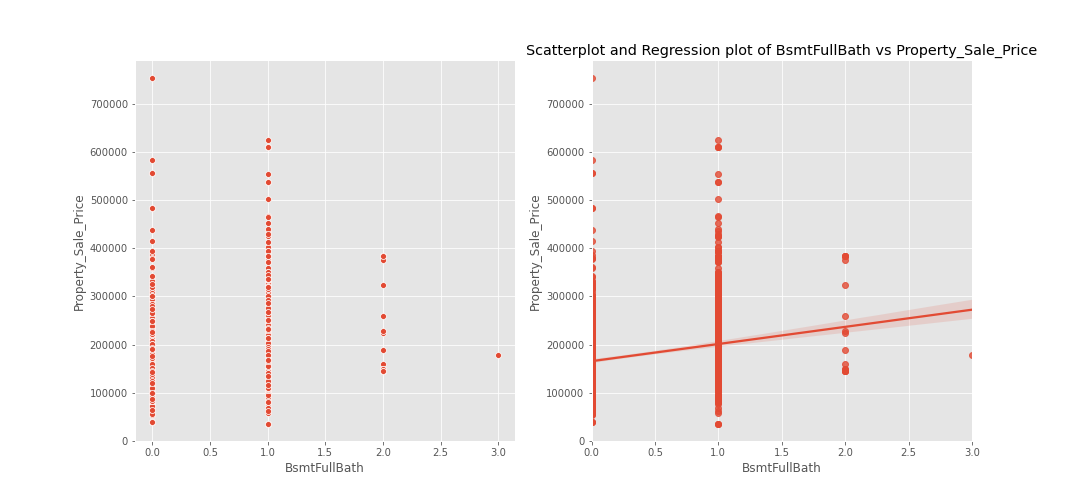 Scatterplot and Regression plot of BsmtFullBath vs Property_Sale_Price
Property_Sale_Price
700000
600000
500000
400000
300000
200000
100000
0
0.0 0.5 1.0 1.5 2.0 2.5 3.0
BsmtFullBath
Property_Sale_Price
700000
600000
500000
400000
300000
200000
100000
0
0.0 0.5 1.0 1.5 2.0 2.5 3.0
BsmtFullBath